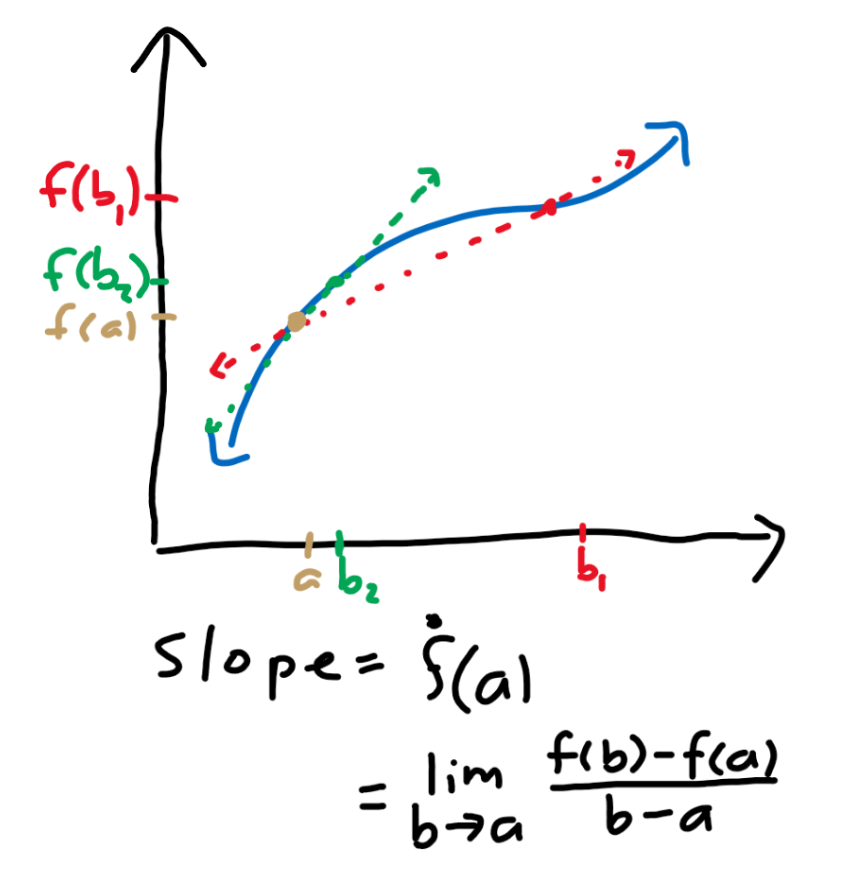 f(b₁)
f(b₂)
f(a)
a b₂ b₁
Slope = ḟ(a)
= lim b→a f(b)-f(a) / b-a